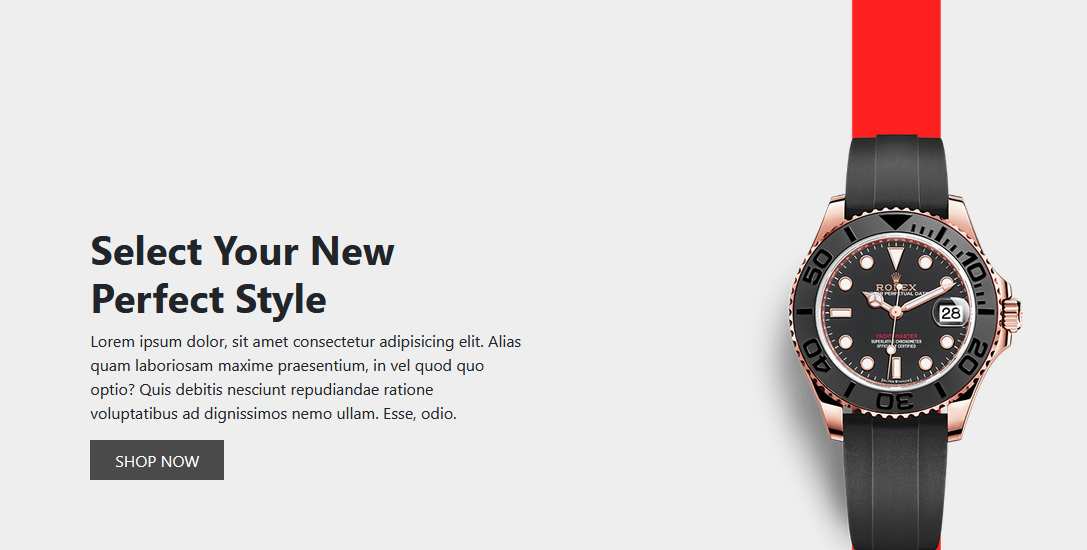 Select Your New
Perfect Style
Lorem ipsum dolor, sit amet consectetur adipisicing elit. Alias
quam laboriosam maxime praesentium, in vel quod quo
optio? Quis debitis nesciunt repudiandae ratione
voluptatibus ad dignissimos nemo ullam. Esse, odio.
SHOP NOW
10
50
ROLEX
PERPETUAL DATE
28
YACHT-MASTER
SUPERLATIVE CHRONOMETER
OFFICIALLY CERTIFIED
20
40
SWISS MADE
30